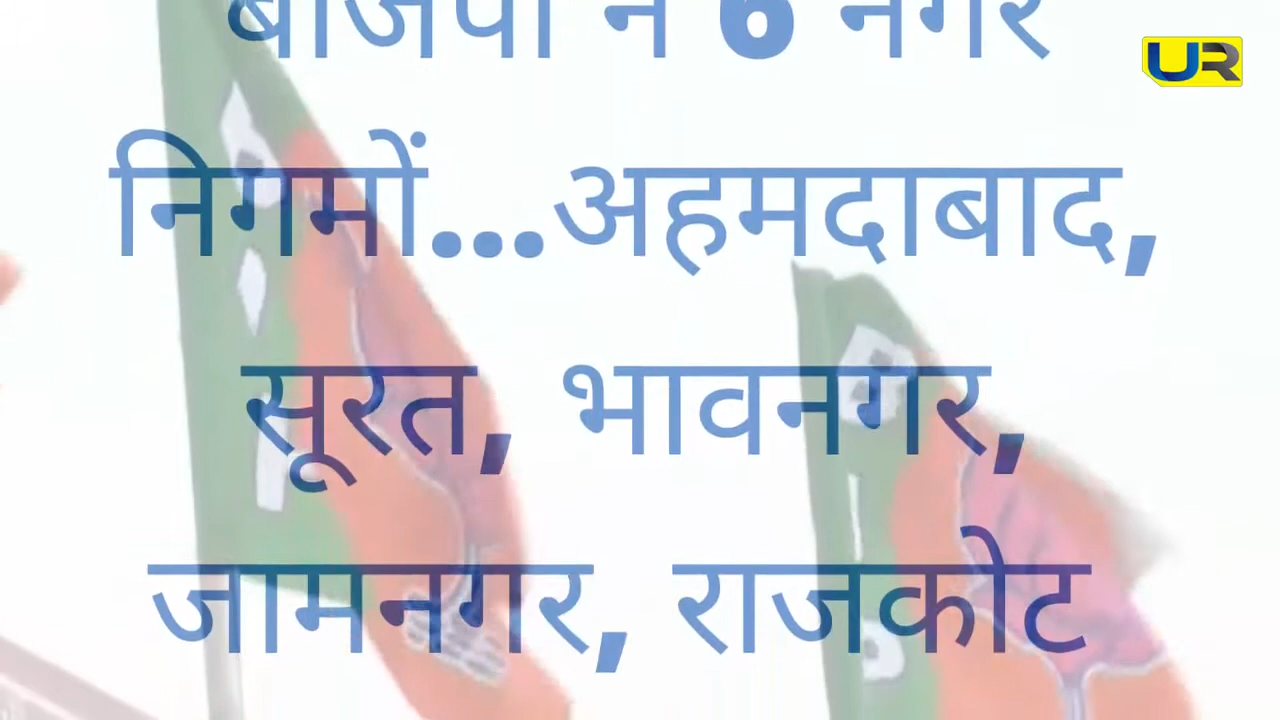 बीजेपी ने 6 नगर
निगमों...अहमदाबाद,
सूरत, भावनगर,
जामनगर, राजकोट
UR